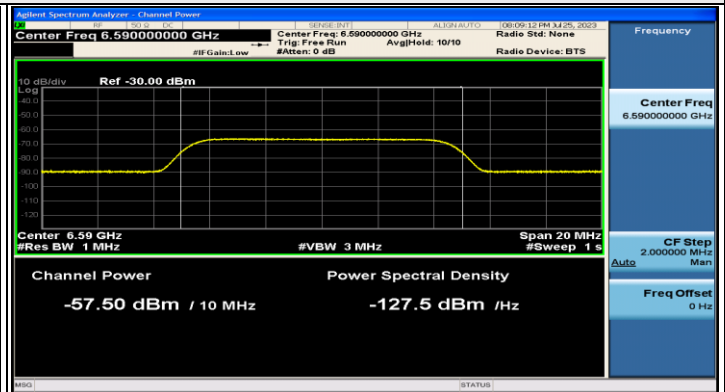 Agilent Spectrum Analyzer - Channel Power
RF 50 Ω DC SENSE:INT ALIGN AUTO 08:09:12 PM Jul 25, 2023
Center Freq 6.590000000 GHz
Center Freq: 6.590000000 GHz Radio Std: None
Trig: Free Run Avg|Hold: 10/10
#IFGain:Low #Atten: 0 dB Radio Device: BTS
10 dB/div Ref -30.00 dBm
Log
-40.0
-50.0
-60.0
-70.0
-80.0
-90.0
-100
-110
-120
Center 6.59 GHz Span 20 MHz
#Res BW 1 MHz #VBW 3 MHz #Sweep 1 s
Channel Power Power Spectral Density
-57.50 dBm / 10 MHz -127.5 dBm /Hz
MSG STATUS
Frequency
Center Freq
6.590000000 GHz
CF Step
2.000000 MHz
Auto Man
Freq Offset
0 Hz